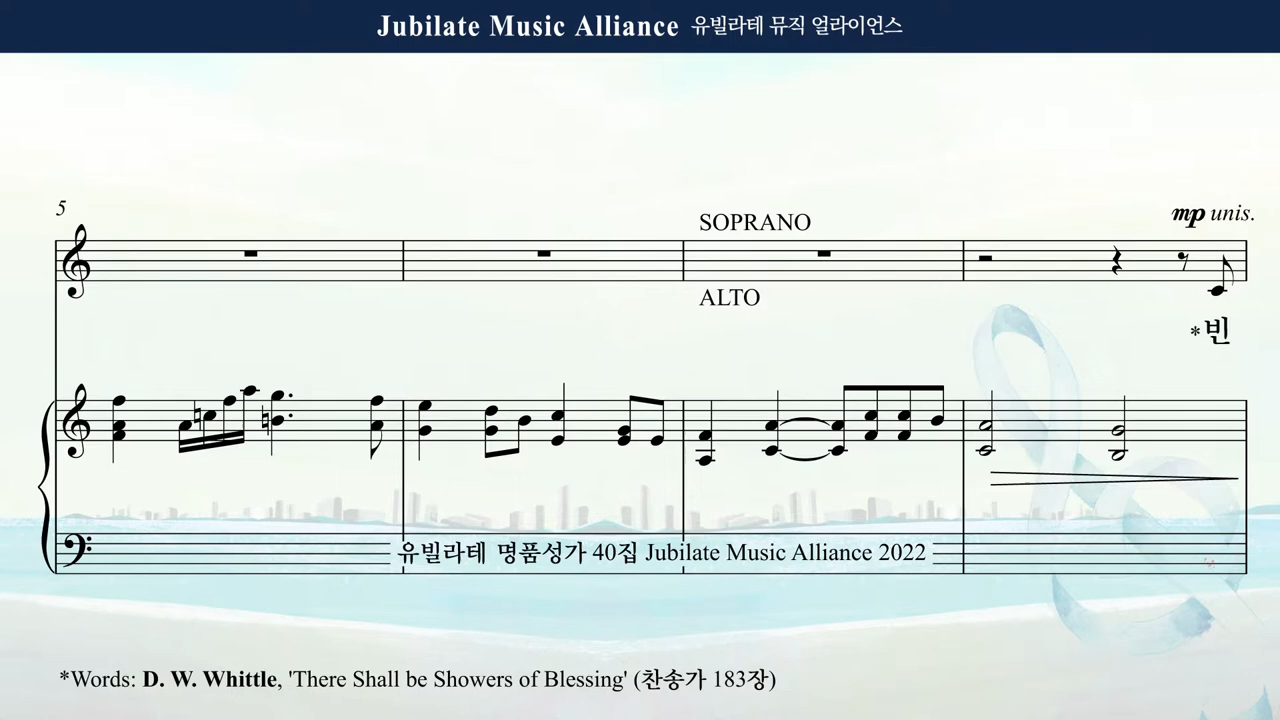 Jubilate Music Alliance 유빌라테 뮤직 얼라이언스
5
mp unis.
SOPRANO
ALTO
*빈
유빌라테 명품성가 40집 Jubilate Music Alliance 2022
*Words: D. W. Whittle, 'There Shall be Showers of Blessing' (찬송가 183장)